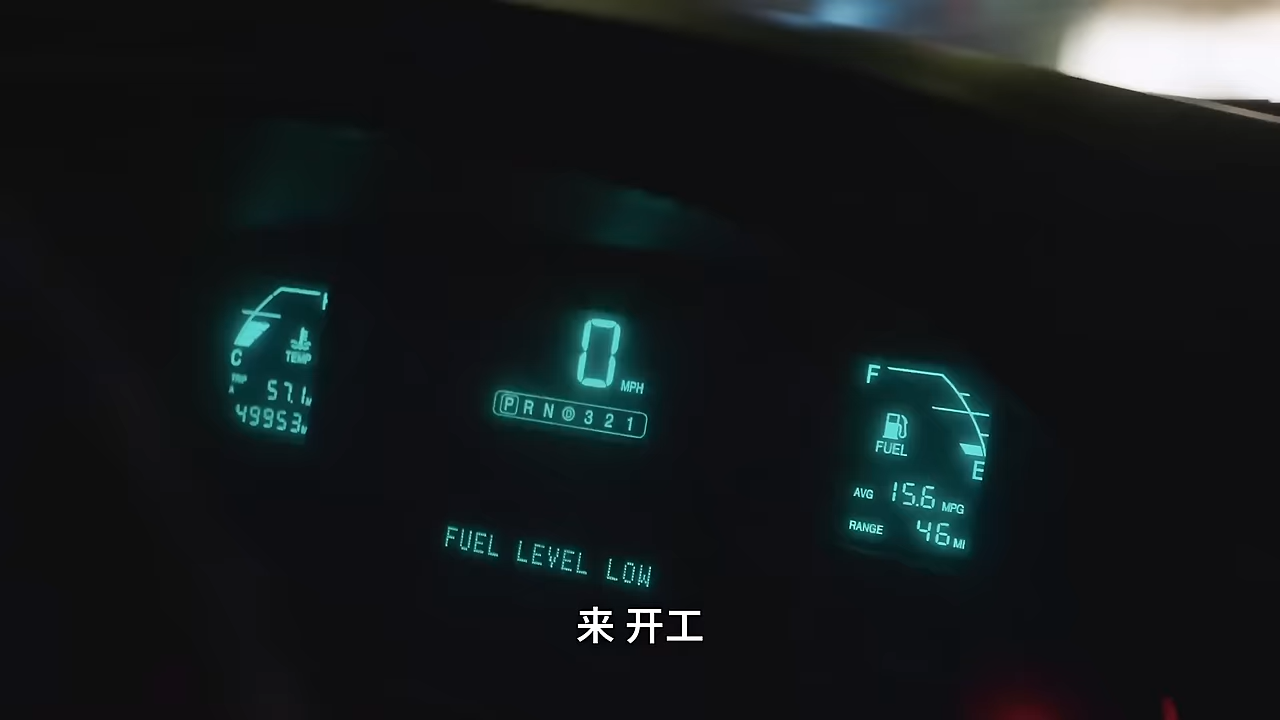 C
TEMP
TRIP A 57.1
49953
0 MPH
P R N D 3 2 1
F
FUEL
E
AVG 15.6 MPG
RANGE 46 MI
FUEL LEVEL LOW
来 开工